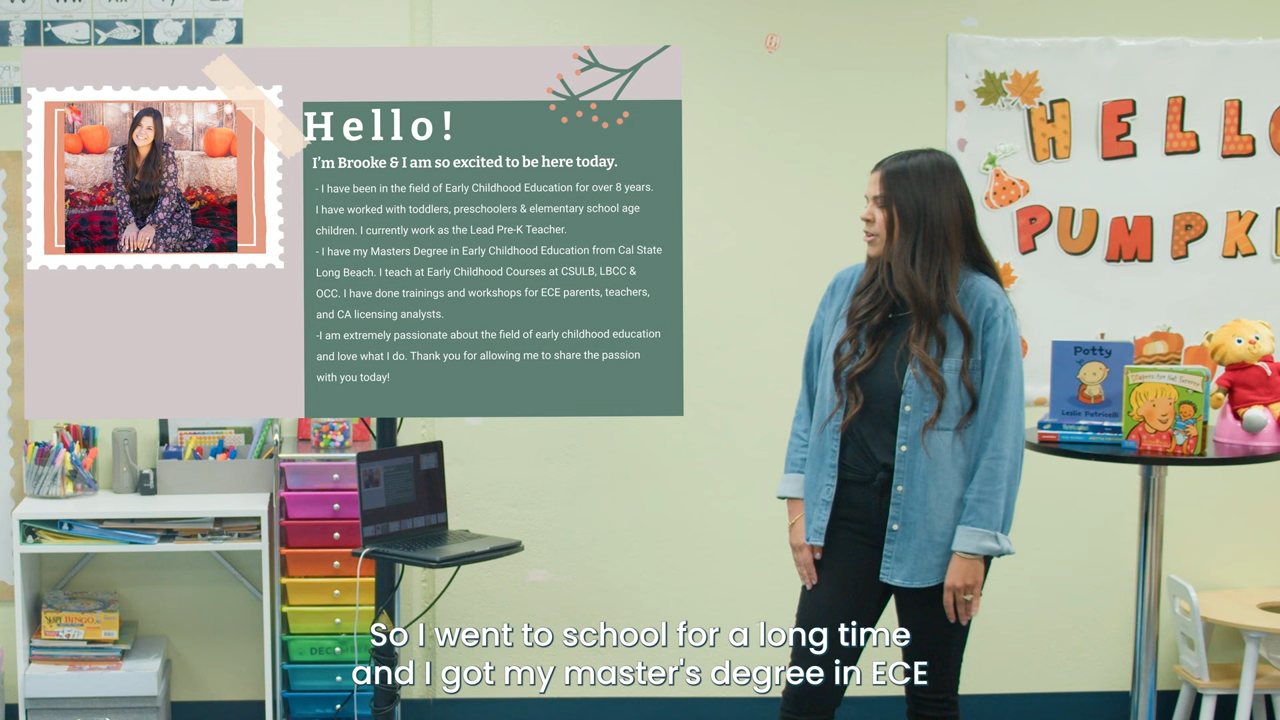 Hello!
I'm Brooke & I am so excited to be here today.
- I have been in the field of Early Childhood Education for over 8 years.
I have worked with toddlers, preschoolers & elementary school age
children. I currently work as the Lead Pre-K Teacher.
- I have my Masters Degree in Early Childhood Education from Cal State
Long Beach. I teach at Early Childhood Courses at CSULB, LBCC &
OCC. I have done trainings and workshops for ECE parents, teachers,
and CA licensing analysts.
-I am extremely passionate about the field of early childhood education
and love what I do. Thank you for allowing me to share the passion
with you today!
HELLO
PUMPKI
Potty
Leslie Patricelli
BINGO
DEC
So I went to school for a long time
and I got my master's degree in ECE